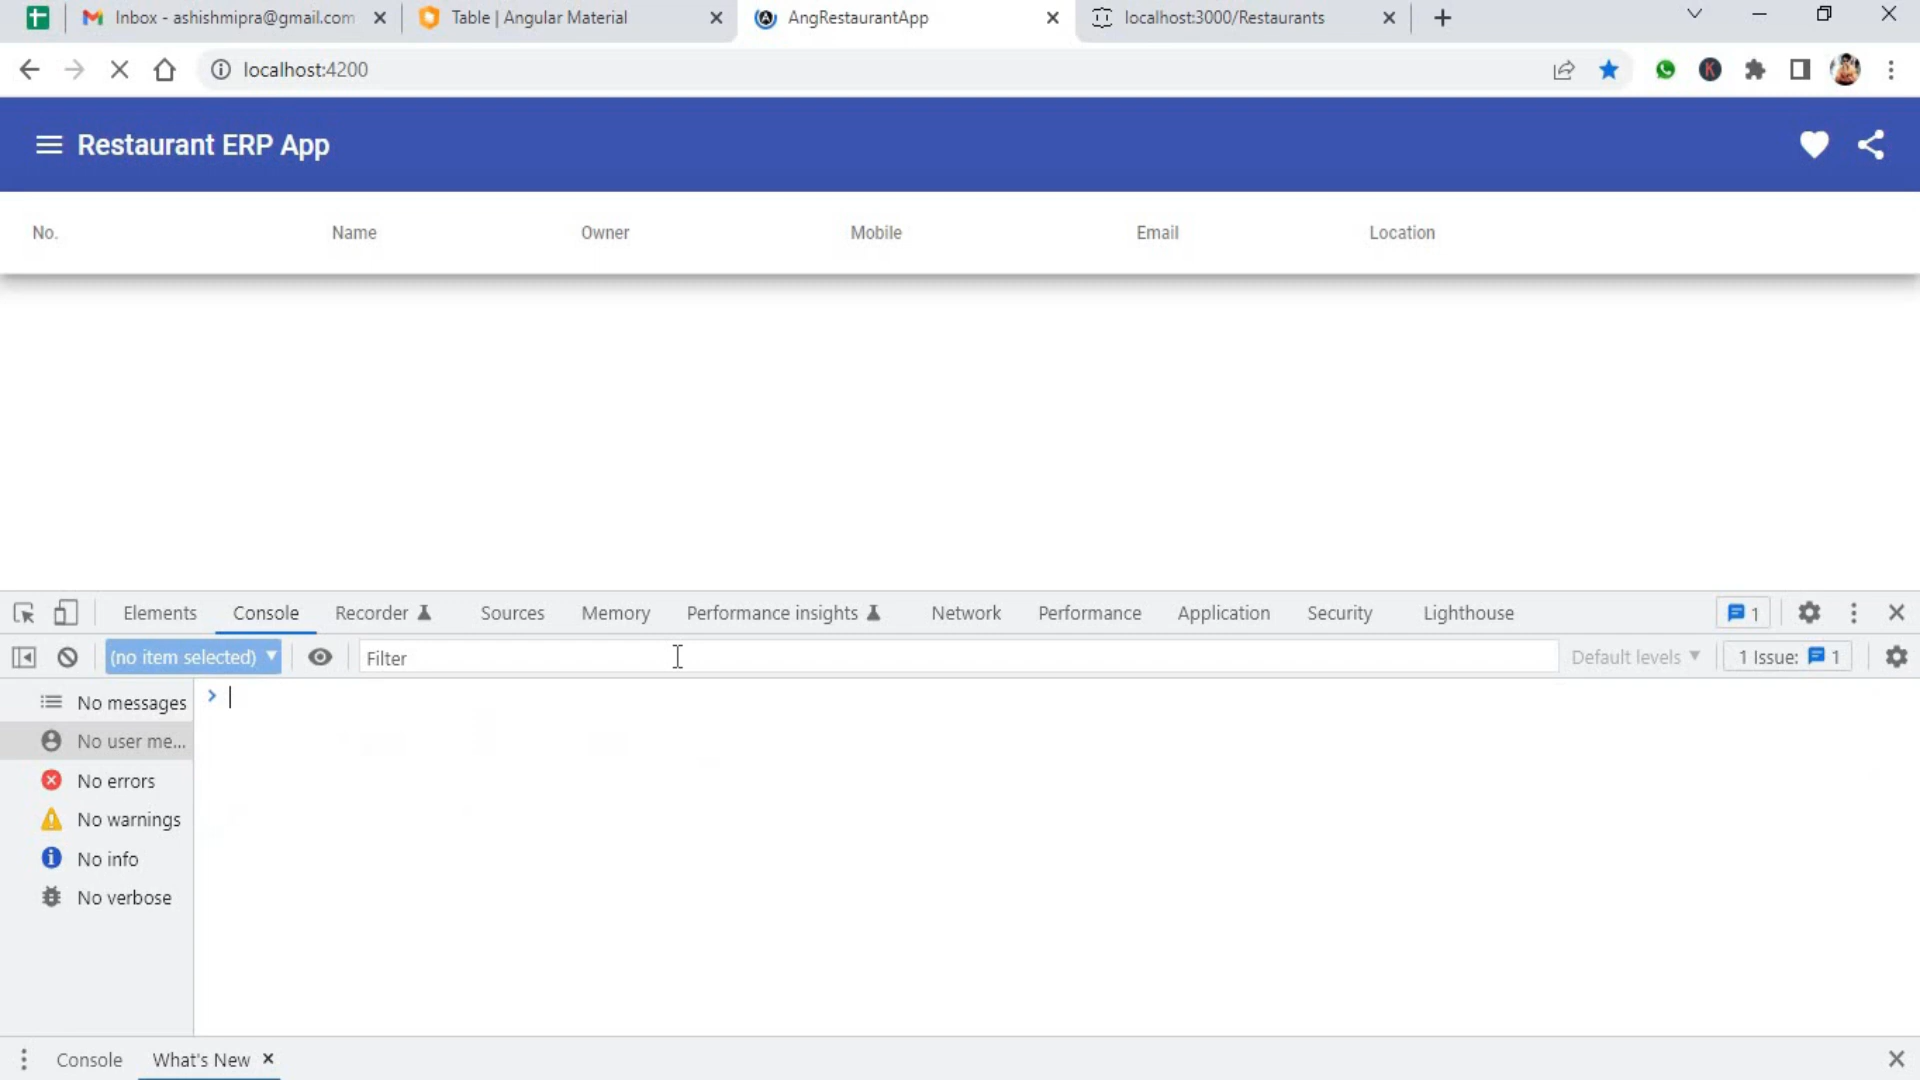 Inbox - ashishmipra@gmail.com
Table | Angular Material
AngRestaurantApp
localhost:3000/Restaurants
localhost:4200
Restaurant ERP App
No. Name Owner Mobile Email Location
Elements Console Recorder Sources Memory Performance insights Network Performance Application Security Lighthouse 1
(no item selected) Filter Default levels 1 Issue: 1
No messages
No user me...
No errors
No warnings
No info
No verbose
Console What's New